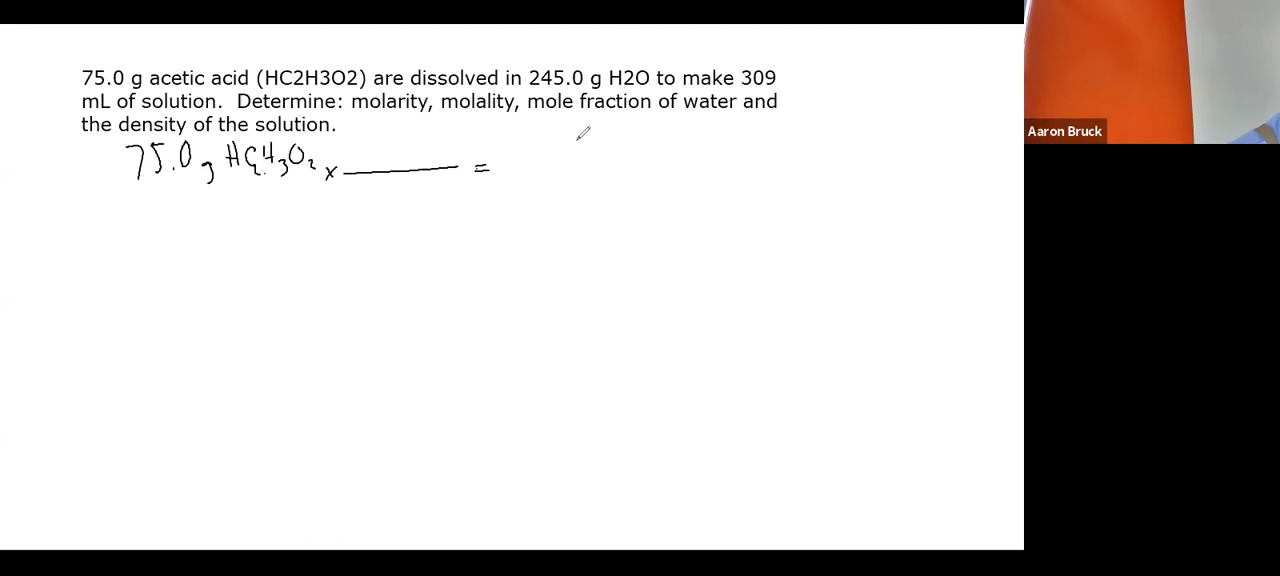 75.0 g acetic acid (HC2H3O2) are dissolved in 245.0 g H2O to make 309
mL of solution.  Determine: molarity, molality, mole fraction of water and
the density of the solution.
75.0 g HC₂H₃O₂ x ______ =
Aaron Bruck